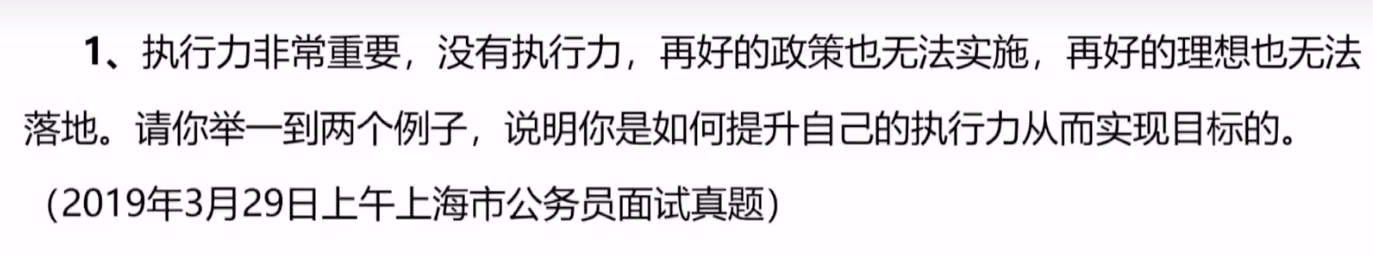 1、执行力非常重要，没有执行力，再好的政策也无法实施，再好的理想也无法
落地。请你举一到两个例子，说明你是如何提升自己的执行力从而实现目标的。
（2019年3月29日上午上海市公务员面试真题）